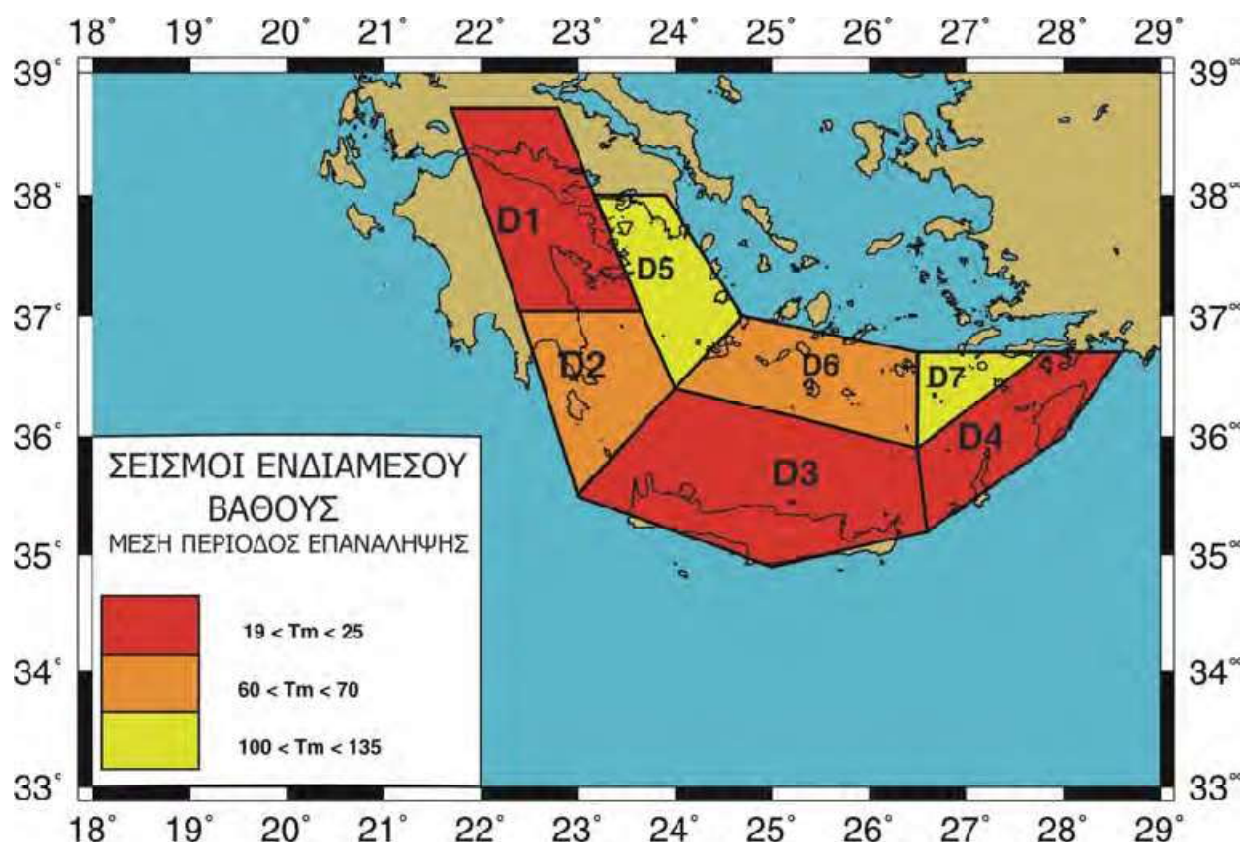 18° 19° 20° 21° 22° 23° 24° 25° 26° 27° 28° 29°
39° 39°
38° 38°
D1
D5
37° 37°
D2 D6 D7
36° 36°
D4
D3
ΣΕΙΣΜΟΙ ΕΝΔΙΑΜΕΣΟΥ
ΒΑΘΟΥΣ
ΜΕΣΗ ΠΕΡΙΟΔΟΣ ΕΠΑΝΑΛΗΨΗΣ
35° 35°
19 < Tm < 25
34° 34°
60 < Tm < 70
100 < Tm < 135
33° 33°
18° 19° 20° 21° 22° 23° 24° 25° 26° 27° 28° 29°